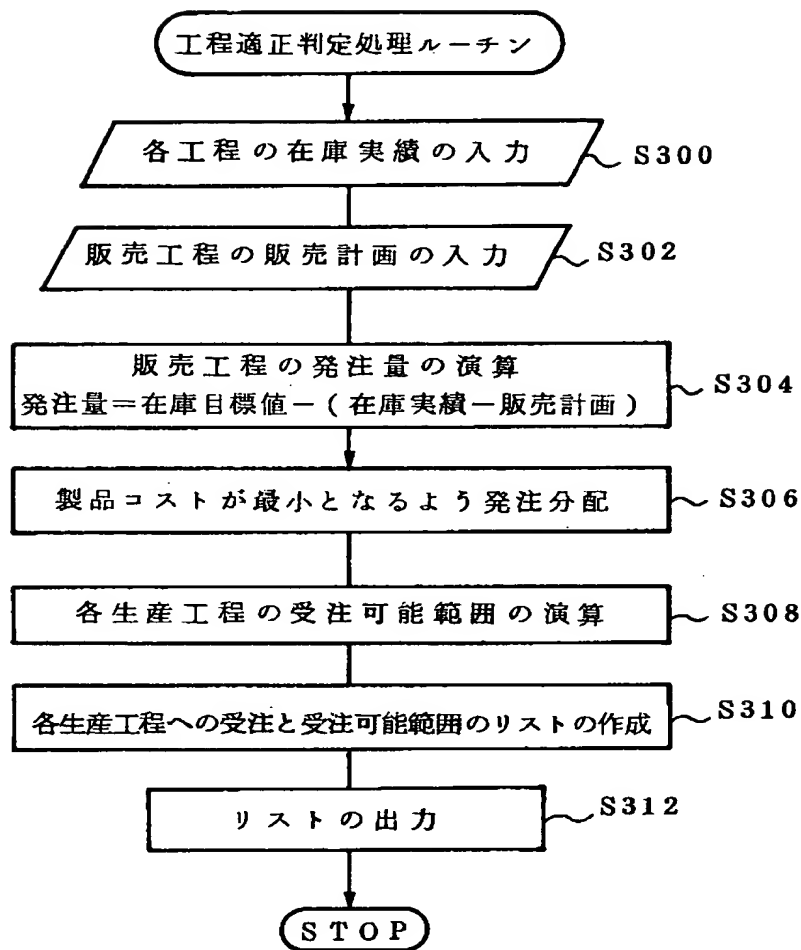 工程適正判定処理ルーチン
各工程の在庫実績の入力
S300
販売工程の販売計画の入力
S302
販売工程の発注量の演算
発注量=在庫目標値-(在庫実績-販売計画)
S304
製品コストが最小となるよう発注分配
S306
各生産工程の受注可能範囲の演算
S308
各生産工程への受注と受注可能範囲のリストの作成
S310
リストの出力
S312
STOP